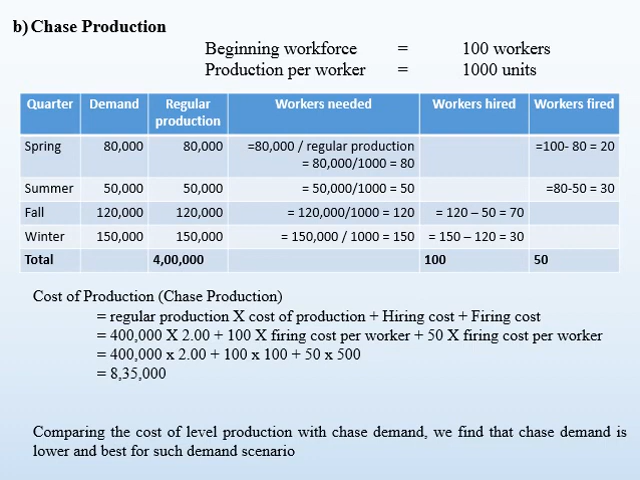 b) Chase Production
Beginning workforce = 100 workers
Production per worker = 1000 units
Quarter Demand Regular production Workers needed Workers hired Workers fired
Spring 80,000 80,000 =80,000 / regular production = 80,000/1000 = 80 =100- 80 = 20
Summer 50,000 50,000 = 50,000/1000 = 50 =80-50 = 30
Fall 120,000 120,000 = 120,000/1000 = 120 = 120 – 50 = 70
Winter 150,000 150,000 = 150,000 / 1000 = 150 = 150 – 120 = 30
Total 4,00,000 100 50
Cost of Production (Chase Production)
= regular production X cost of production + Hiring cost + Firing cost
= 400,000 X 2.00 + 100 X firing cost per worker + 50 X firing cost per worker
= 400,000 x 2.00 + 100 x 100 + 50 x 500
= 8,35,000
Comparing the cost of level production with chase demand, we find that chase demand is
lower and best for such demand scenario